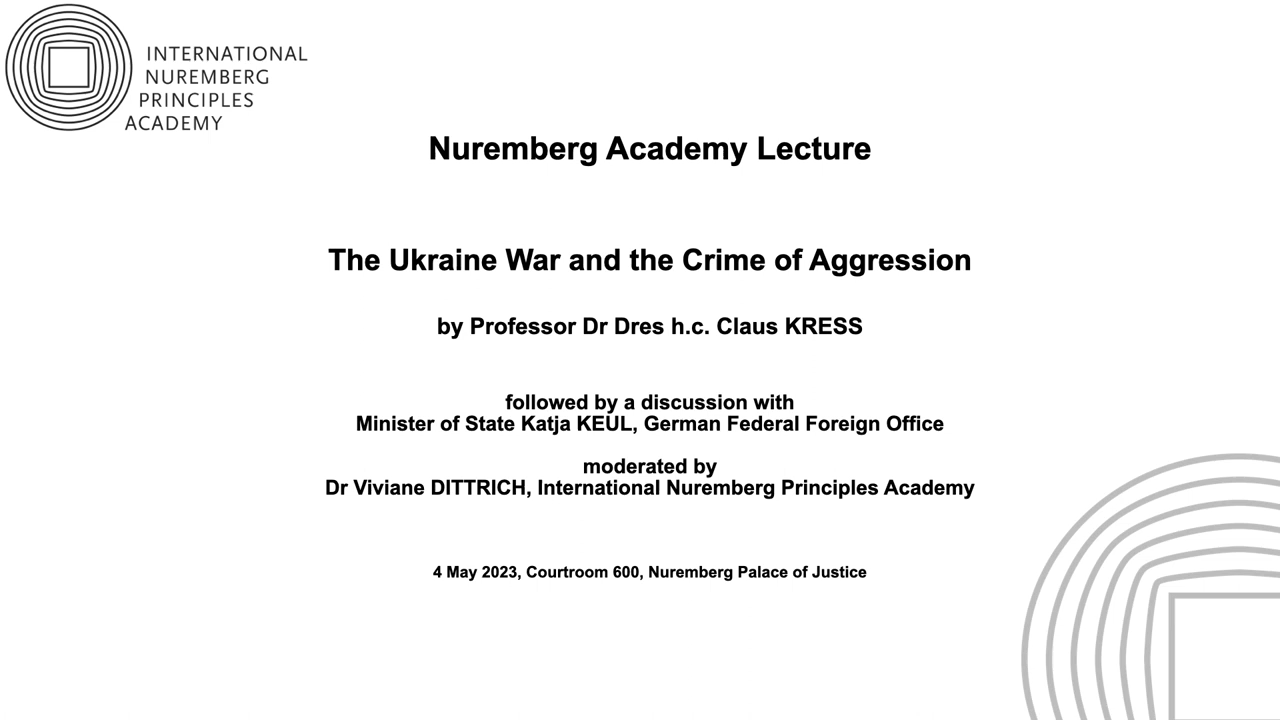 INTERNATIONAL
NUREMBERG
PRINCIPLES
ACADEMY
Nuremberg Academy Lecture
The Ukraine War and the Crime of Aggression
by Professor Dr Dres h.c. Claus KRESS
followed by a discussion with
Minister of State Katja KEUL, German Federal Foreign Office
moderated by
Dr Viviane DITTRICH, International Nuremberg Principles Academy
4 May 2023, Courtroom 600, Nuremberg Palace of Justice